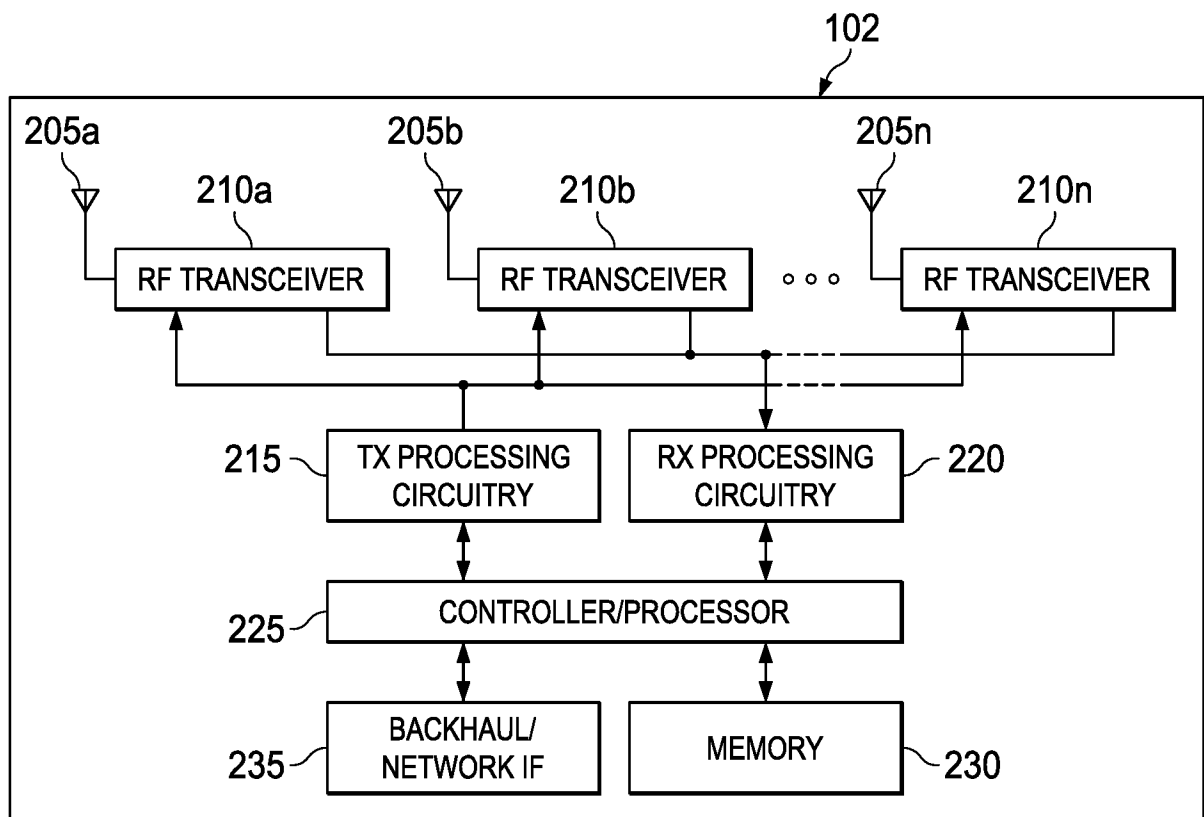 102
205a
205b
205n
210a
210b
210n
RF TRANSCEIVER
RF TRANSCEIVER
RF TRANSCEIVER
215
TX PROCESSING
CIRCUITRY
RX PROCESSING
CIRCUITRY
220
225
CONTROLLER/PROCESSOR
235
BACKHAUL/
NETWORK IF
MEMORY
230